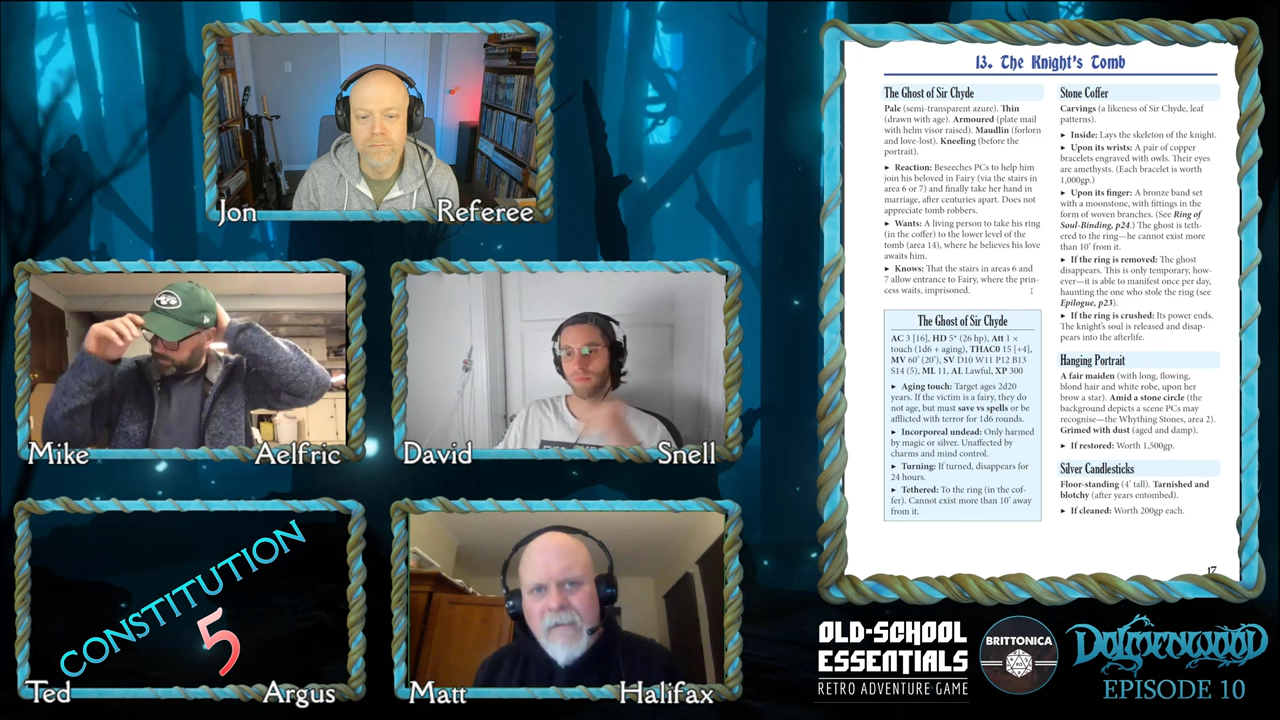 Jon
Referee
Mike
Aelfric
David
Snell
CONSTITUTION
5
Ted
Argus
Matt
Halifax
13. The Knight's Tomb
The Ghost of Sir Chyde
Pale (semi-transparent azure). Thin
(drawn with age). Armoured (plate mail
with helm visor raised). Maudlin (forlorn
and love-lost). Kneeling (before the
portrait).
► Reaction: Beseeches PCs to help him
join his beloved in Fairy (via the stairs in
area 6 or 7) and finally take her hand in
marriage, after centuries apart. Does not
appreciate tomb robbers.
► Wants: A living person to take his ring
(in the coffer) to the lower level of the
tomb (area 14), where he believes his love
awaits him.
► Knows: That the stairs in areas 6 and
7 allow entrance to Fairy, where the prin-
cess waits, imprisoned.
The Ghost of Sir Chyde
AC 3 [16], HD 5* (26 hp), Att 1 ×
touch (1d6 + aging), THAC0 15 [+4],
MV 60' (20'), SV D10 W11 P12 B13
S14 (5), ML 11, AL Lawful, XP 300
► Aging touch: Target ages 2d20
years. If the victim is a fairy, they do
not age, but must save vs spells or be
afflicted with terror for 1d6 rounds.
► Incorporeal undead: Only harmed
by magic or silver. Unaffected by
charms and mind control.
► Turning: If turned, disappears for
24 hours.
► Tethered: To the ring (in the cof-
fer). Cannot exist more than 10' away
from it.
Stone Coffer
Carvings (a likeness of Sir Chyde, leaf
patterns).
► Inside: Lays the skeleton of the knight.
► Upon its wrists: A pair of copper
bracelets engraved with owls. Their eyes
are amethysts. (Each bracelet is worth
1,000gp.)
► Upon its finger: A bronze band set
with a moonstone, with fittings in the
form of woven branches. (See Ring of
Soul-Binding, p24.) The ghost is teth-
ered to the ring—he cannot exist more
than 10' from it.
► If the ring is removed: The ghost
disappears. This is only temporary, how-
ever—it is able to manifest once per day,
haunting the one who stole the ring (see
Epilogue, p23).
► If the ring is crushed: Its power ends.
The knight's soul is released and disap-
pears into the afterlife.
Hanging Portrait
A fair maiden (with long, flowing,
blond hair and white robe, upon her
brow a star). Amid a stone circle (the
background depicts a scene PCs may
recognise—the Whything Stones, area 2).
Grimed with dust (aged and damp).
► If restored: Worth 1,500gp.
Silver Candlesticks
Floor-standing (4' tall). Tarnished and
blotchy (after years entombed).
► If cleaned: Worth 200gp each.
17
OLD-SCHOOL
ESSENTIALS
RETRO ADVENTURE GAME
BRITTONICA
DOLMENWOOD
EPISODE 10